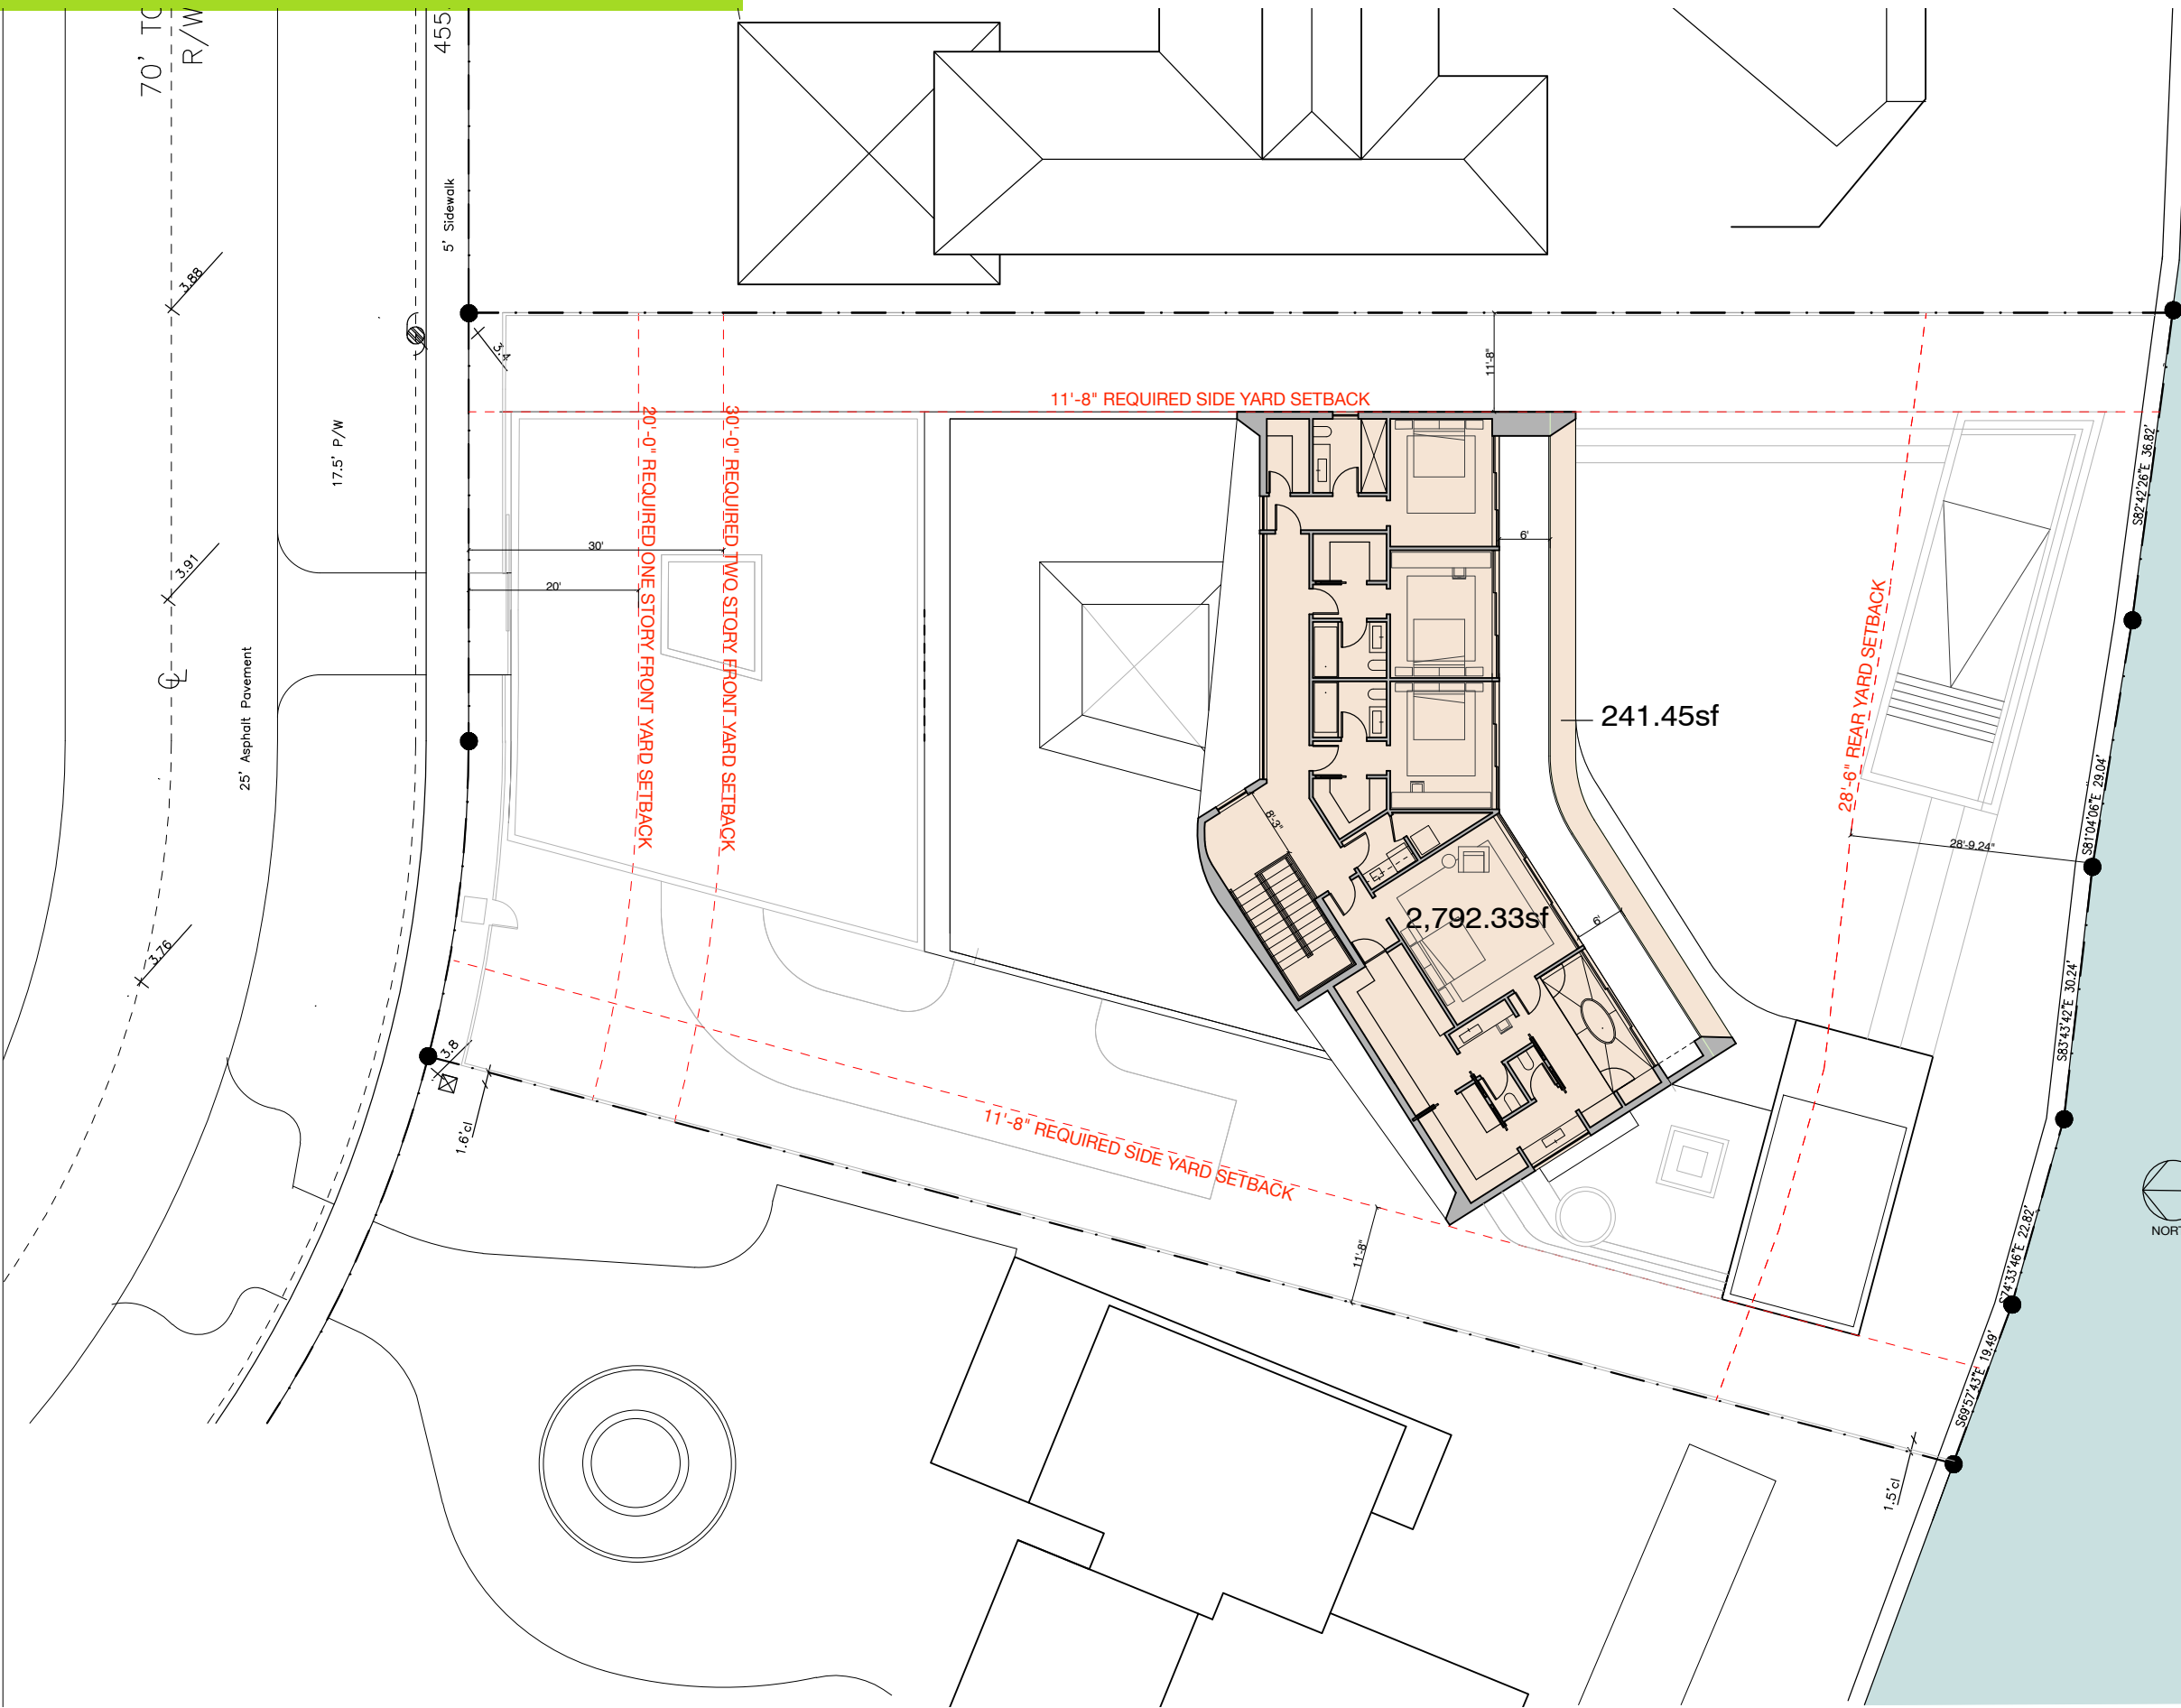 70' TO
R/W
455.
5' Sidewalk
3.88
3.4
17.5' P/W
3.91
25' Asphalt Pavement
3.76
3.8
1.6'cl
11'-8" REQUIRED SIDE YARD SETBACK
11'-8"
20'-0" REQUIRED ONE STORY FRONT YARD SETBACK
30'-0" REQUIRED TWO STORY FRONT YARD SETBACK
30'
20'
6'
241.45sf
8'-3"
2,792.33sf
6'
28'-6" REAR YARD SETBACK
28'-9.24"
S82°42'26"E 36.82'
S81°04'06"E 29.04'
S83°43'42"E 30.24'
S74°33'46"E 22.82'
S69°57'43"E 19.49'
11'-8" REQUIRED SIDE YARD SETBACK
11'-8"
1.5'cl
NORT